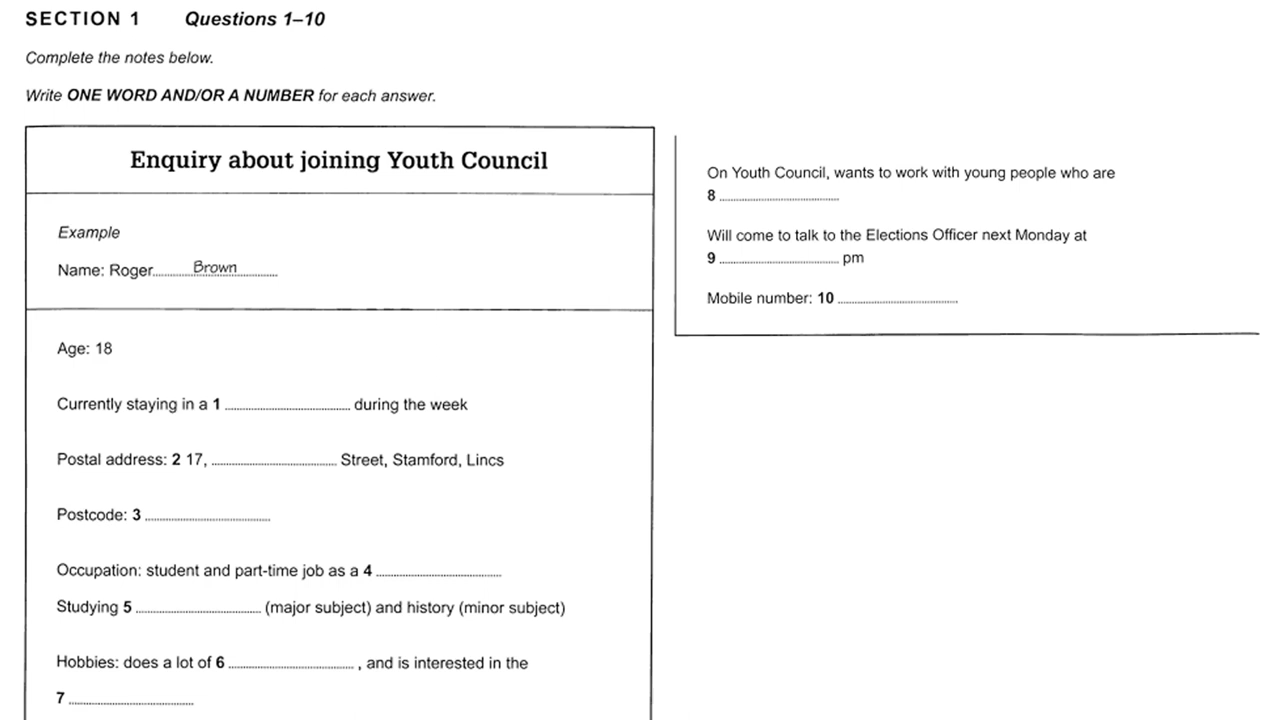 SECTION 1 Questions 1–10
Complete the notes below.
Write ONE WORD AND/OR A NUMBER for each answer.
Enquiry about joining Youth Council
Example
Name: Roger Brown
Age: 18
Currently staying in a 1 during the week
Postal address: 2 17, Street, Stamford, Lincs
Postcode: 3
Occupation: student and part-time job as a 4
Studying 5 (major subject) and history (minor subject)
Hobbies: does a lot of 6 , and is interested in the
7
On Youth Council, wants to work with young people who are
8
Will come to talk to the Elections Officer next Monday at
9 pm
Mobile number: 10